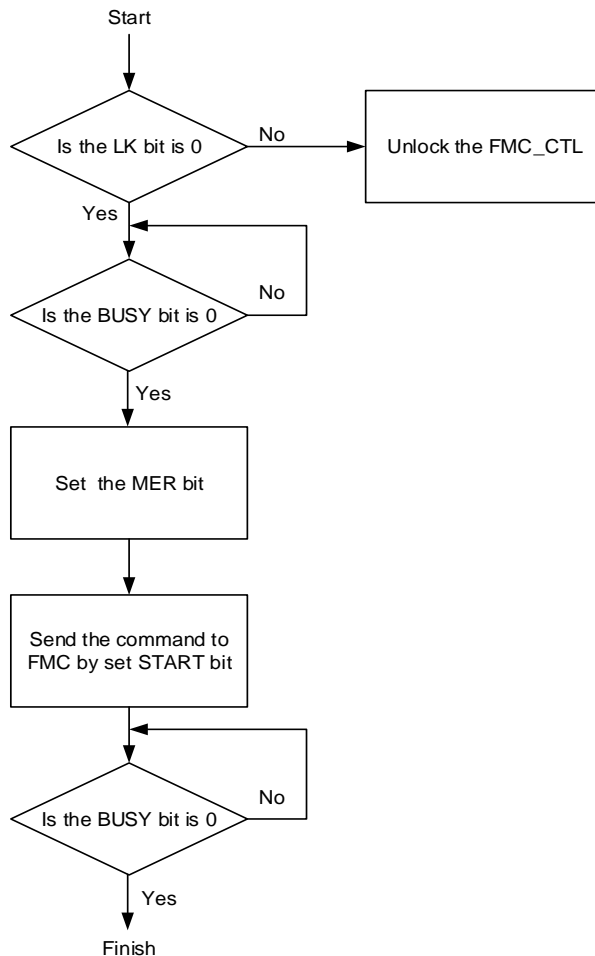 Start
Is the LK bit is 0
No
Unlock the FMC_CTL
Yes
Is the BUSY bit is 0
No
Yes
Set the MER bit
Send the command to
FMC by set START bit
Is the BUSY bit is 0
No
Yes
Finish